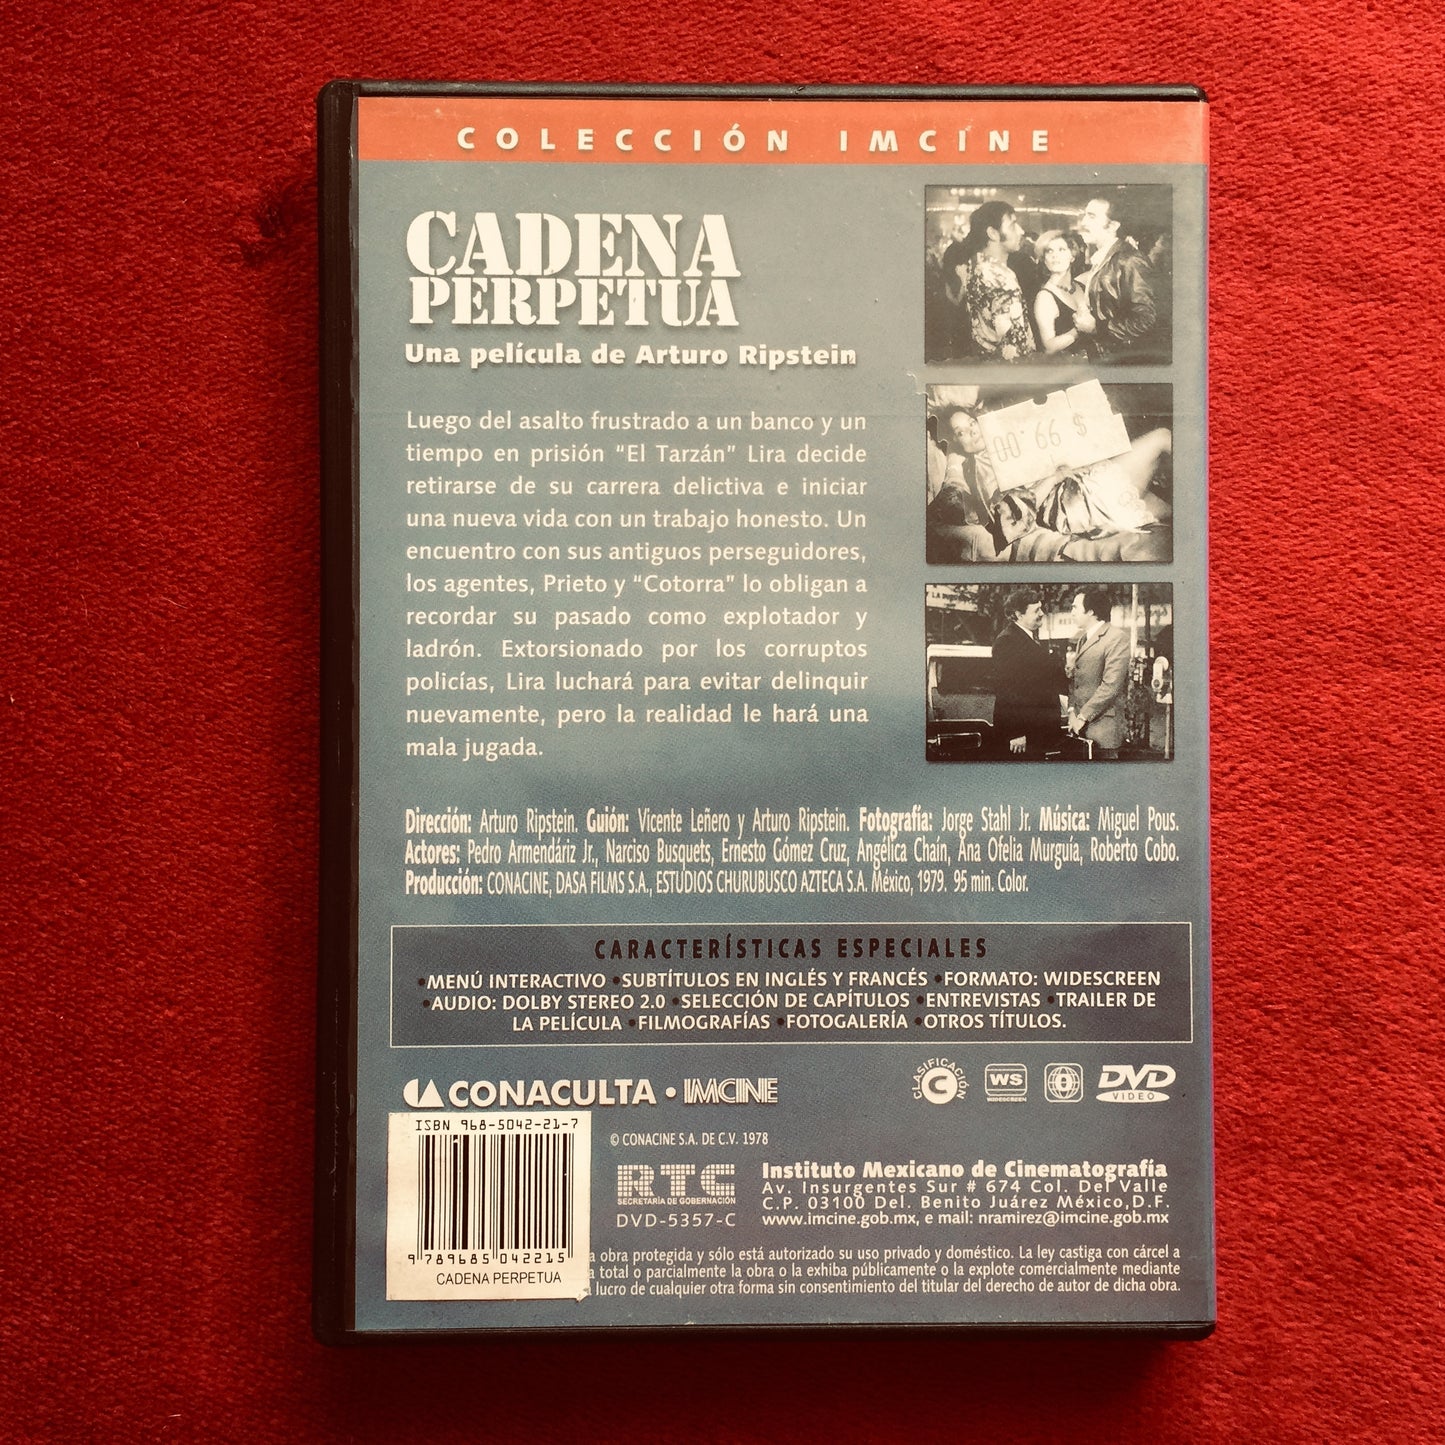 COLECCIÓN IMCINE
CADENA
PERPETUA
Una película de Arturo Ripstein
Luego del asalto frustrado a un banco y un
tiempo en prisión “El Tarzán” Lira decide
retirarse de su carrera delictiva e iniciar
una nueva vida con un trabajo honesto. Un
encuentro con sus antiguos perseguidores,
los agentes, Prieto y “Cotorra” lo obligan a
recordar su pasado como explotador y
ladrón. Extorsionado por los corruptos
policías, Lira luchará para evitar delinquir
nuevamente, pero la realidad le hará una
mala jugada.
Dirección: Arturo Ripstein. Guión: Vicente Leñero y Arturo Ripstein. Fotografía: Jorge Stahl Jr. Música: Miguel Pous.
Actores: Pedro Armendáriz Jr., Narciso Busquets, Ernesto Gómez Cruz, Angélica Chaín, Ana Ofelia Murguía, Roberto Cobo.
Producción: CONACINE, DASA FILMS S.A., ESTUDIOS CHURUBUSCO AZTECA S.A. México, 1979. 95 min. Color.
CARACTERÍSTICAS ESPECIALES
•MENÚ INTERACTIVO •SUBTÍTULOS EN INGLÉS Y FRANCÉS •FORMATO: WIDESCREEN
•AUDIO: DOLBY STEREO 2.0 •SELECCIÓN DE CAPÍTULOS •ENTREVISTAS •TRAILER DE
LA PELÍCULA •FILMOGRAFÍAS •FOTOGALERÍA •OTROS TÍTULOS.
CONACULTA • IMCINE
CLASIFICACIÓN C
WS
WIDESCREEN
0
DVD
VIDEO
ISBN 968-5042-21-7
9 789685 042215
CADENA PERPETUA
© CONACINE S.A. DE C.V. 1978
RTC
SECRETARÍA DE GOBERNACIÓN
DVD-5357-C
Instituto Mexicano de Cinematografía
Av. Insurgentes Sur # 674 Col. Del Valle
C.P. 03100 Del. Benito Juárez México, D.F.
www.imcine.gob.mx, e mail: nramirez@imcine.gob.mx
obra protegida y sólo está autorizado su uso privado y doméstico. La ley castiga con cárcel a
total o parcialmente la obra o la exhiba públicamente o la explote comercialmente mediante
lucro de cualquier otra forma sin consentimiento del titular del derecho de autor de dicha obra.